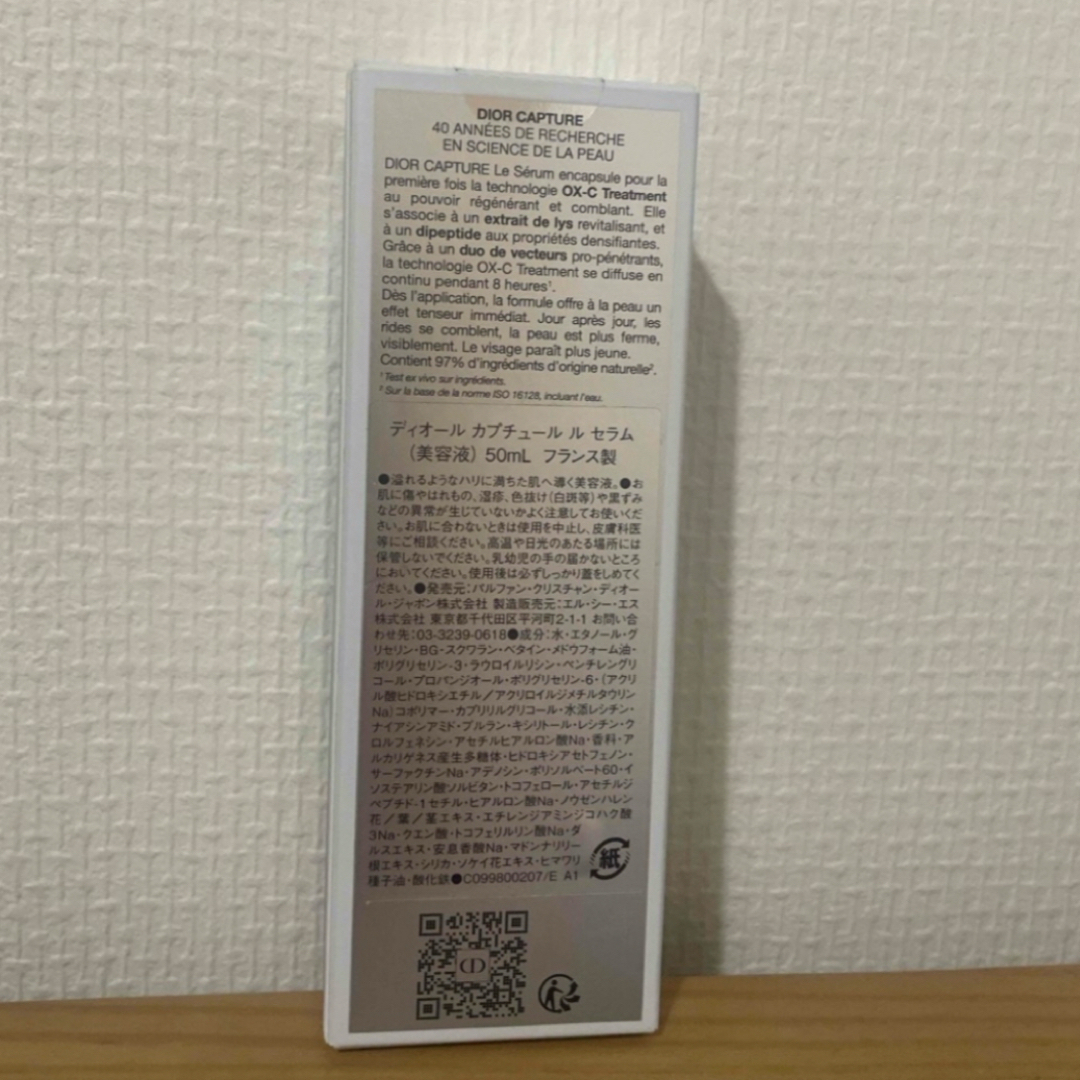 DIOR CAPTURE
40 ANNÉES DE RECHERCHE
EN SCIENCE DE LA PEAU
DIOR CAPTURE Le Sérum encapsule pour la
première fois la technologie OX-C Treatment
au pouvoir régénérant et comblant. Elle
s'associe à un extrait de lys revitalisant, et
à un dipeptide aux propriétés densifiantes.
Grâce à un duo de vecteurs pro-pénétrants,
la technologie OX-C Treatment se diffuse en
continu pendant 8 heures¹.
Dès l'application, la formule offre à la peau un
effet tenseur immédiat. Jour après jour, les
rides se comblent, la peau est plus ferme,
visiblement. Le visage paraît plus jeune.
Contient 97% d'ingrédients d'origine naturelle².
¹ Test ex vivo sur ingrédients.
² Sur la base de la norme ISO 16128, incluant l'eau.
ディオール カプチュール ル セラム
(美容液) 50mL フランス製
●溢れるようなハリに満ちた肌へ導く美容液。●お
肌に傷やはれもの、湿疹、色抜け(白斑等)や黒ずみ
などの異常が生じていないかよく注意してお使いくだ
さい。お肌に合わないときは使用を中止し、皮膚科医
等にご相談ください。高温や日光のあたる場所には
保管しないでください。乳幼児の手の届かないところ
においてください。使用後は必ずしっかり蓋をしめてく
ださい。●発売元:パルファン・クリスチャン・ディオー
ル・ジャポン株式会社 製造販売元:エル・シー・エス
株式会社 東京都千代田区平河町2-1-1 お問い合
わせ先:03-3239-0618●成分:水・エタノール・グ
リセリン・BG・スクワラン・ベタイン・メドウフォーム油・
ポリグリセリン-3・ラウロイルリシン・ペンチレングリ
コール・プロパンジオール・ポリグリセリン-6・(アクリ
ル酸ヒドロキシエチル/アクリロイルジメチルタウリン
Na)コポリマー・カプリリルグリコール・水添レシチン・
ナイアシンアミド・プルラン・キシリトール・レシチン・ク
ロルフェネシン・アセチルヒアルロン酸Na・香料・ア
ルカリゲネス産生多糖体・ヒドロキシアセトフェノン・
サーファクチンNa・アデノシン・ポリソルベート60・イ
ソステアリン酸ソルビタン・トコフェロール・アセチルジ
ペプチド-1セチル・ヒアルロン酸Na・ノウゼンハレン
花/葉/茎エキス・エチレンジアミンジコハク酸
3Na・クエン酸・トコフェリルリン酸Na・ダ
ルスエキス・安息香酸Na・マドンナリリー
根エキス・シリカ・ソケイ花エキス・ヒマワリ
種子油・酸化鉄●C099800207/E A1
紙
CD